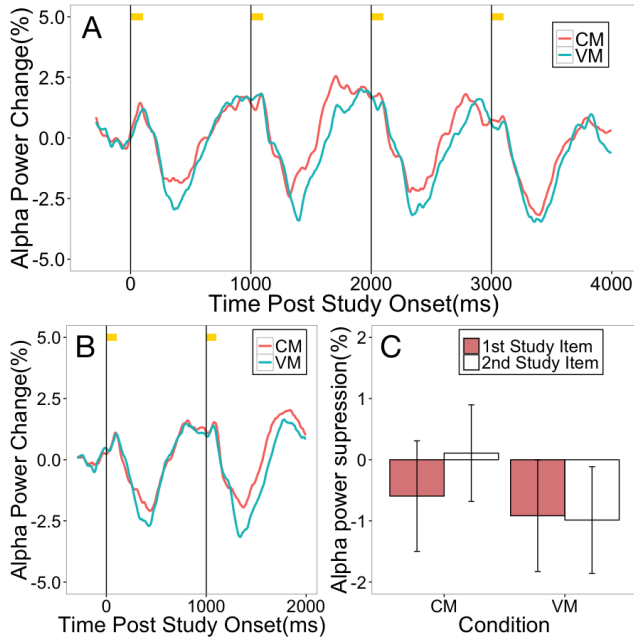 A
CM
VM
Alpha Power Change(%)
5.0
2.5
0.0
-2.5
-5.0
0
1000
2000
3000
4000
Time Post Study Onset(ms)
B
CM
VM
Alpha Power Change(%)
5.0
2.5
0.0
-2.5
-5.0
0
1000
2000
Time Post Study Onset(ms)
C
1st Study Item
2nd Study Item
Alpha power supression(%)
2
1
0
-1
-2
CM
VM
Condition